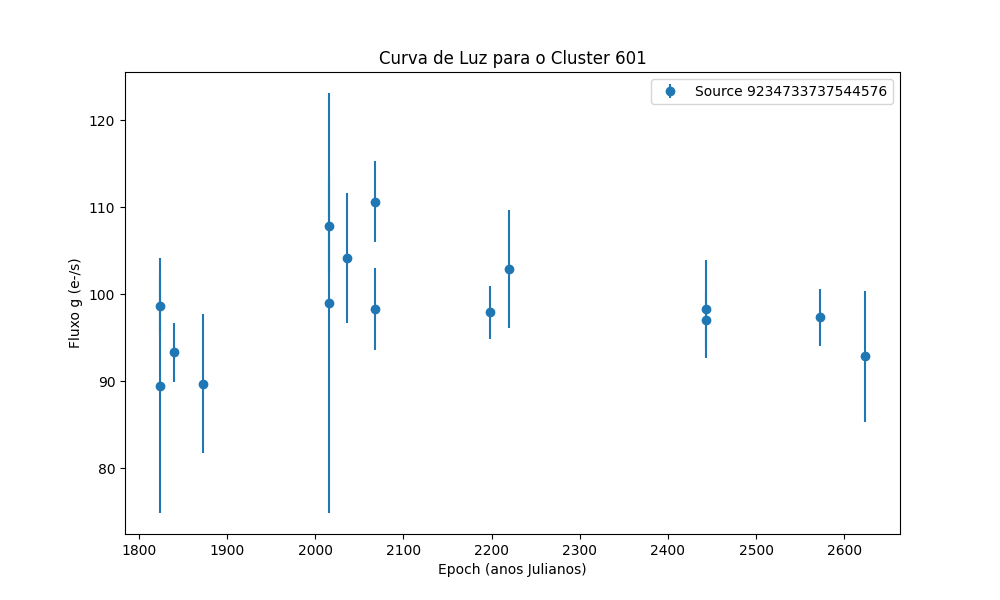 Curva de Luz para o Cluster 601
Source 9234733737544576
Fluxo g (e-/s)
120
110
100
90
80
1800 1900 2000 2100 2200 2300 2400 2500 2600
Epoch (anos Julianos)